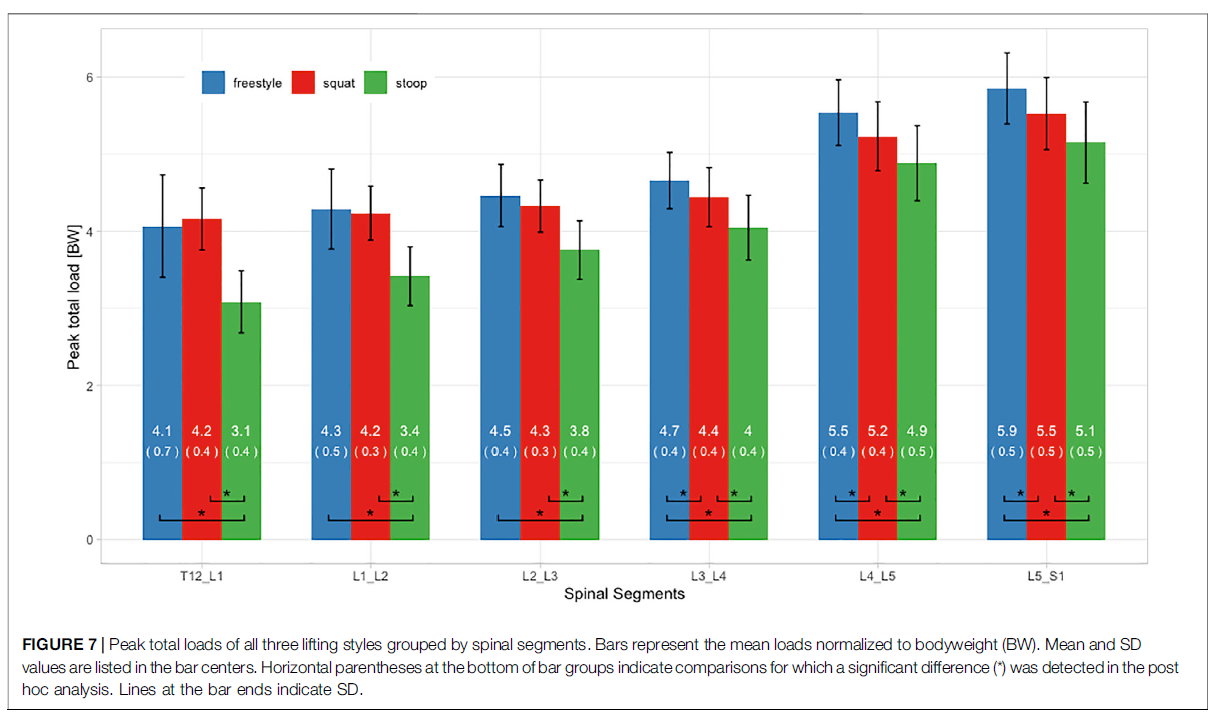 freestyle squat stoop
6
4
2
0
Peak total load [BW]
4.1 4.2 3.1 4.3 4.2 3.4 4.5 4.3 3.8 4.7 4.4 4 5.5 5.2 4.9 5.9 5.5 5.1
( 0.7 ) ( 0.4 ) ( 0.4 ) ( 0.5 ) ( 0.3 ) ( 0.4 ) ( 0.4 ) ( 0.3 ) ( 0.4 ) ( 0.4 ) ( 0.4 ) ( 0.4 ) ( 0.4 ) ( 0.4 ) ( 0.5 ) ( 0.5 ) ( 0.5 ) ( 0.5 )
* * * * * * * * *
* * * * * *
T12_L1 L1_L2 L2_L3 L3_L4 L4_L5 L5_S1
Spinal Segments
FIGURE 7 | Peak total loads of all three lifting styles grouped by spinal segments. Bars represent the mean loads normalized to bodyweight (BW). Mean and SD
values are listed in the bar centers. Horizontal parentheses at the bottom of bar groups indicate comparisons for which a significant difference (*) was detected in the post
hoc analysis. Lines at the bar ends indicate SD.